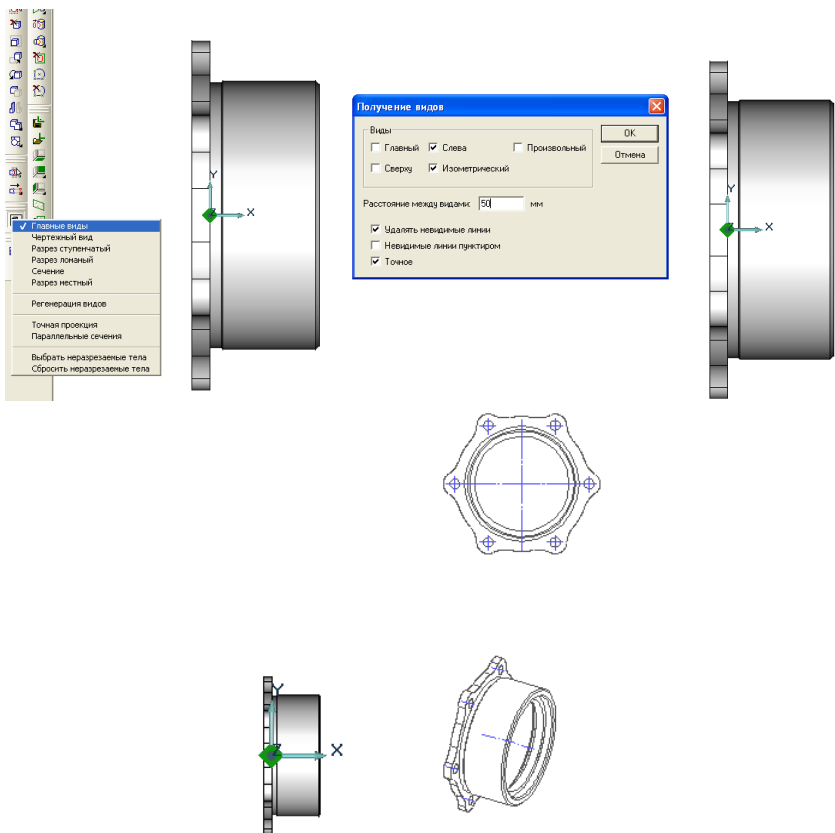 Y
X
Главные виды
Чертежный вид
Разрез ступенчатый
Разрез ломаный
Сечение
Разрез местный
Регенерация видов
Точная проекция
Параллельные сечения
Выбрать неразрезаемые тела
Сбросить неразрезаемые тела
Получение видов
Виды
Главный Слева Произвольный
Сверху Изометрический
OK
Отмена
Расстояние между видами: 50 мм
Удалять невидимые линии
Невидимые линии пунктиром
Точное
Y
X
Y
X